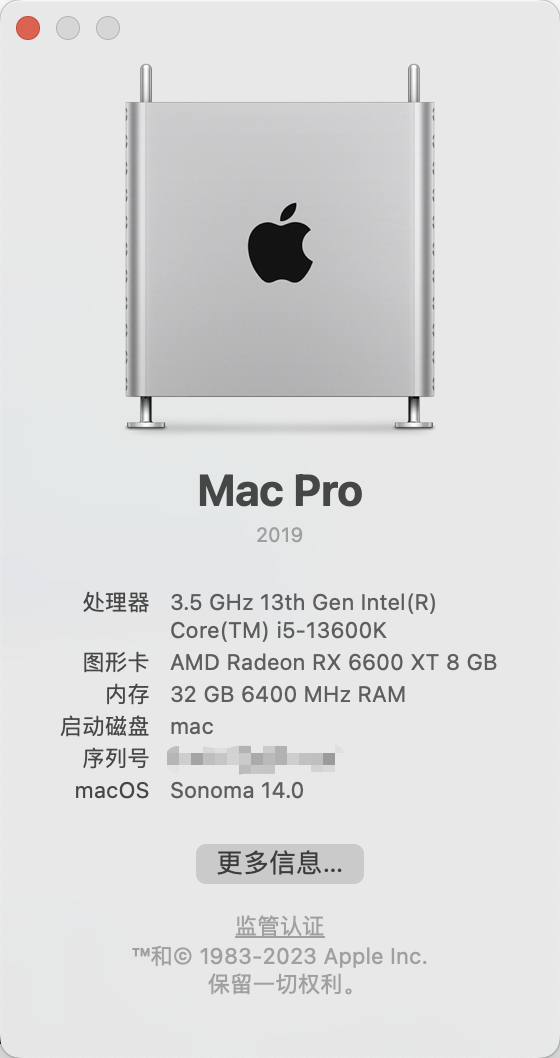 Mac Pro
2019
处理器 3.5 GHz 13th Gen Intel(R)
Core(TM) i5-13600K
图形卡 AMD Radeon RX 6600 XT 8 GB
内存 32 GB 6400 MHz RAM
启动磁盘 mac
序列号
macOS Sonoma 14.0
更多信息...
监管认证
™和© 1983-2023 Apple Inc.
保留一切权利。